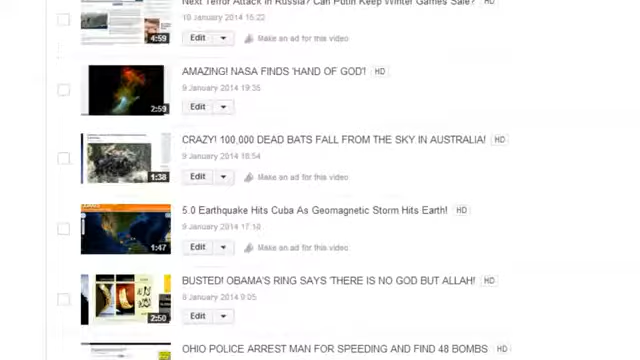 Next Terror Attack in Russia? Can Putin Keep Winter Games Safe? HD
19 January 2014 15:22
4:59
Edit
Make an ad for this video
AMAZING! NASA FINDS 'HAND OF GOD'! HD
9 January 2014 19:35
2:59
Edit
CRAZY! 100,000 DEAD BATS FALL FROM THE SKY IN AUSTRALIA! HD
9 January 2014 18:54
1:38
Edit
Make an ad for this video
5.0 Earthquake Hits Cuba As Geomagnetic Storm Hits Earth! HD
9 January 2014 17:18
1:47
Edit
Make an ad for this video
BUSTED! OBAMA'S RING SAYS 'THERE IS NO GOD BUT ALLAH! HD
8 January 2014 9:05
2:50
Edit
OHIO POLICE ARREST MAN FOR SPEEDING AND FIND 48 BOMBS HD